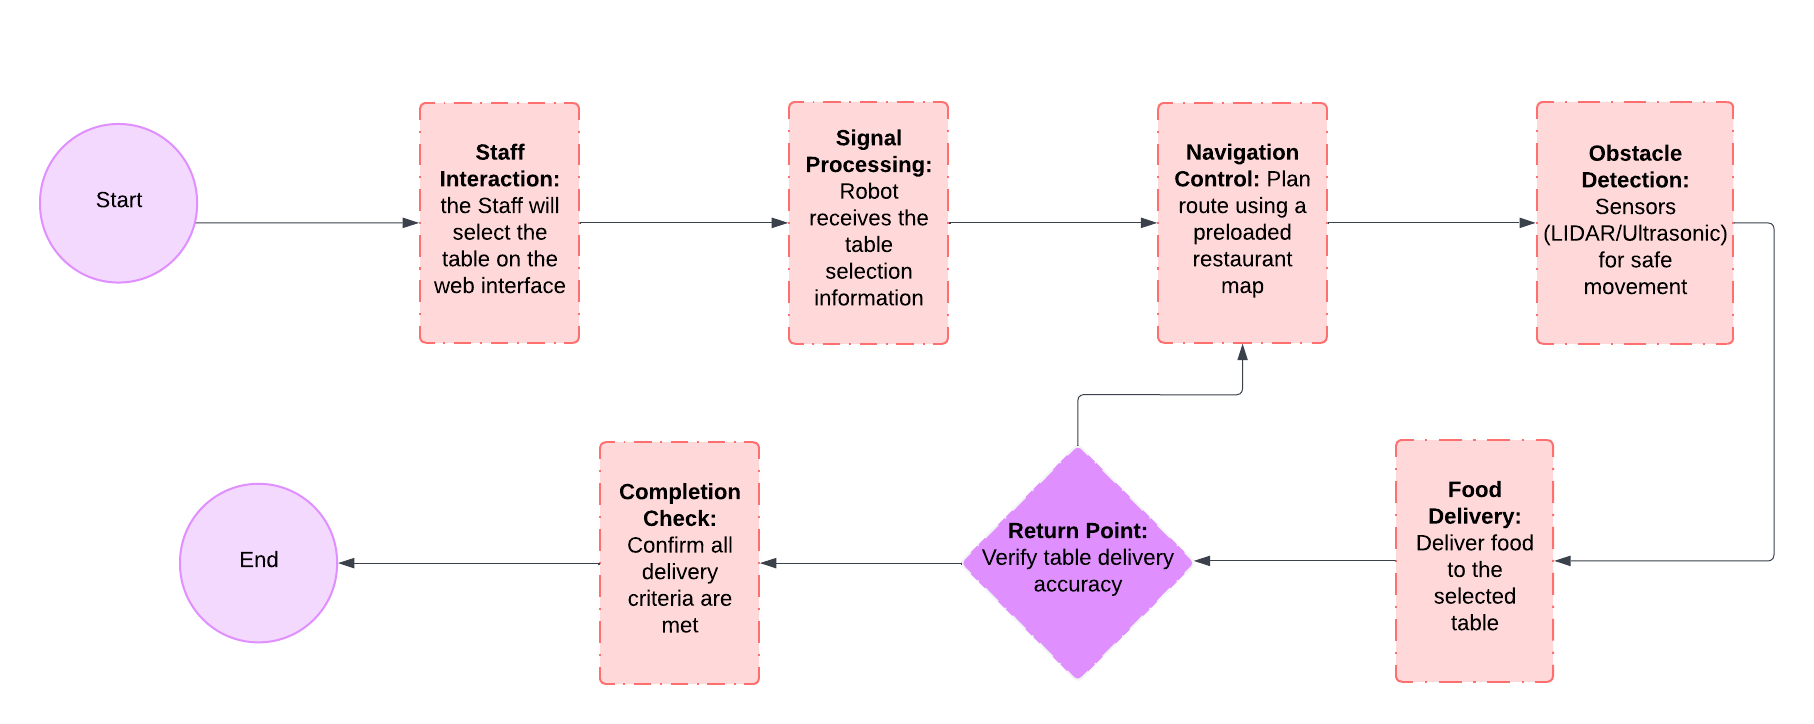 Start
Staff
Interaction:
the Staff will
select the
table on the
web interface
Signal
Processing:
Robot
receives the
table
selection
information
Navigation
Control: Plan
route using a
preloaded
restaurant
map
Obstacle
Detection:
Sensors
(LIDAR/Ultrasonic)
for safe
movement
Food
Delivery:
Deliver food
to the
selected
table
Return Point:
Verify table delivery
accuracy
Completion
Check:
Confirm all
delivery
criteria are
met
End